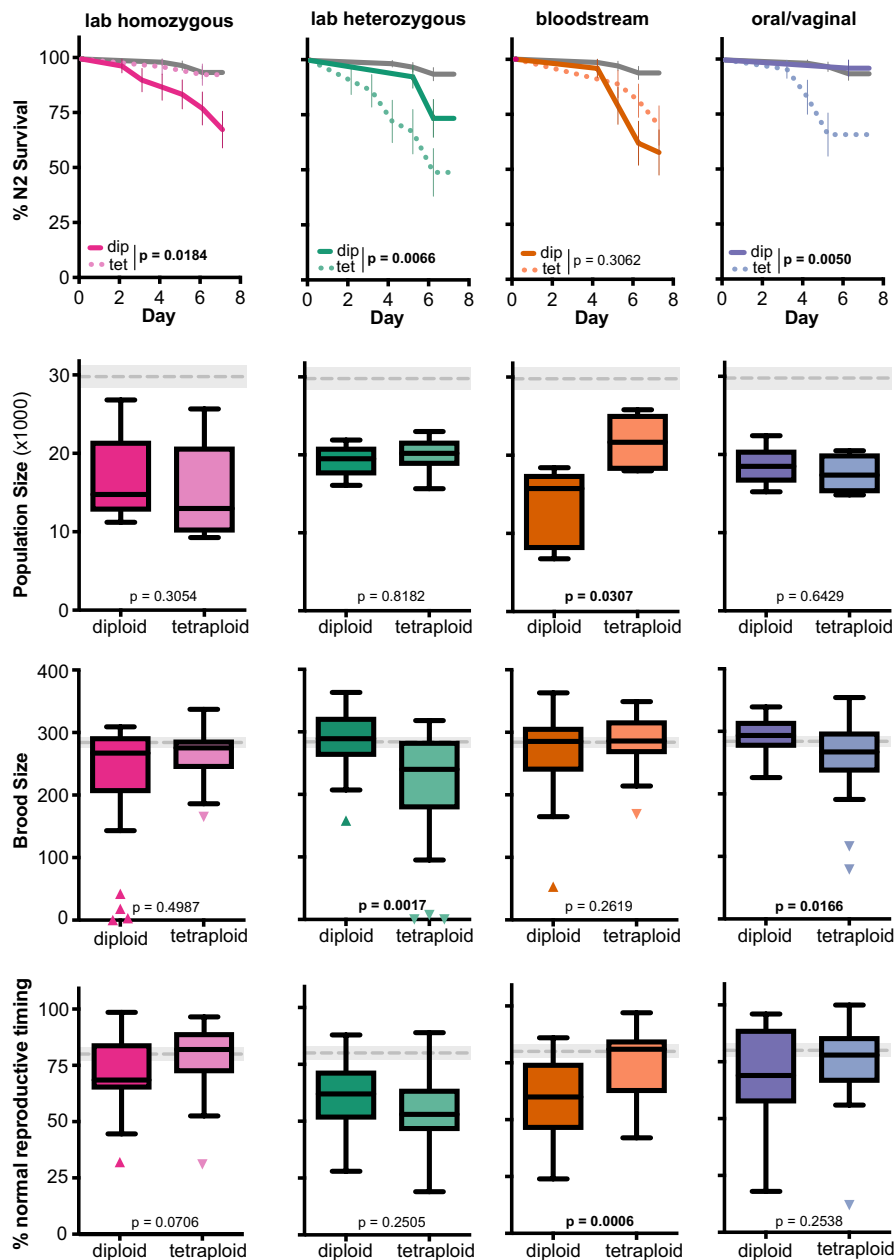 lab homozygous lab heterozygous bloodstream oral/vaginal
% N2 Survival
100
75
50
25
0
dip
tet
p = 0.0184
dip
tet
p = 0.0066
dip
tet
p = 0.3062
dip
tet
p = 0.0050
0 2 4 6 8 0 2 4 6 8 0 2 4 6 8 0 2 4 6 8
Day Day Day Day
Population Size (x1000)
30
20
10
0
p = 0.3054 p = 0.8182 p = 0.0307 p = 0.6429
diploid tetraploid diploid tetraploid diploid tetraploid diploid tetraploid
Brood Size
400
300
200
100
0
p = 0.4987 p = 0.0017 p = 0.2619 p = 0.0166
diploid tetraploid diploid tetraploid diploid tetraploid diploid tetraploid
% normal reproductive timing
100
75
50
25
0
p = 0.0706 p = 0.2505 p = 0.0006 p = 0.2538
diploid tetraploid diploid tetraploid diploid tetraploid diploid tetraploid